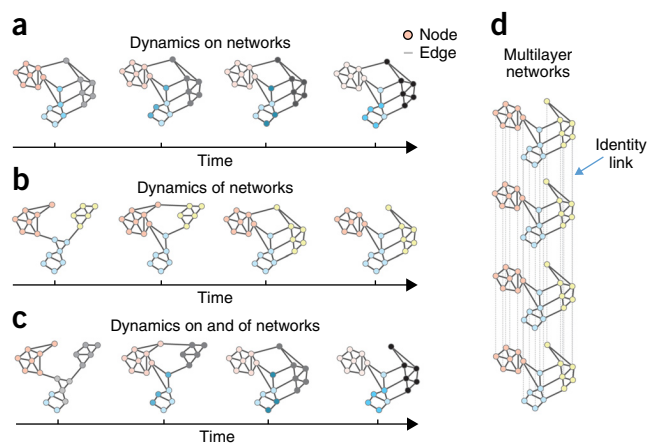 a
Dynamics on networks
Node
Edge
Time
b
Dynamics of networks
Time
c
Dynamics on and of networks
Time
d
Multilayer
networks
Identity
link